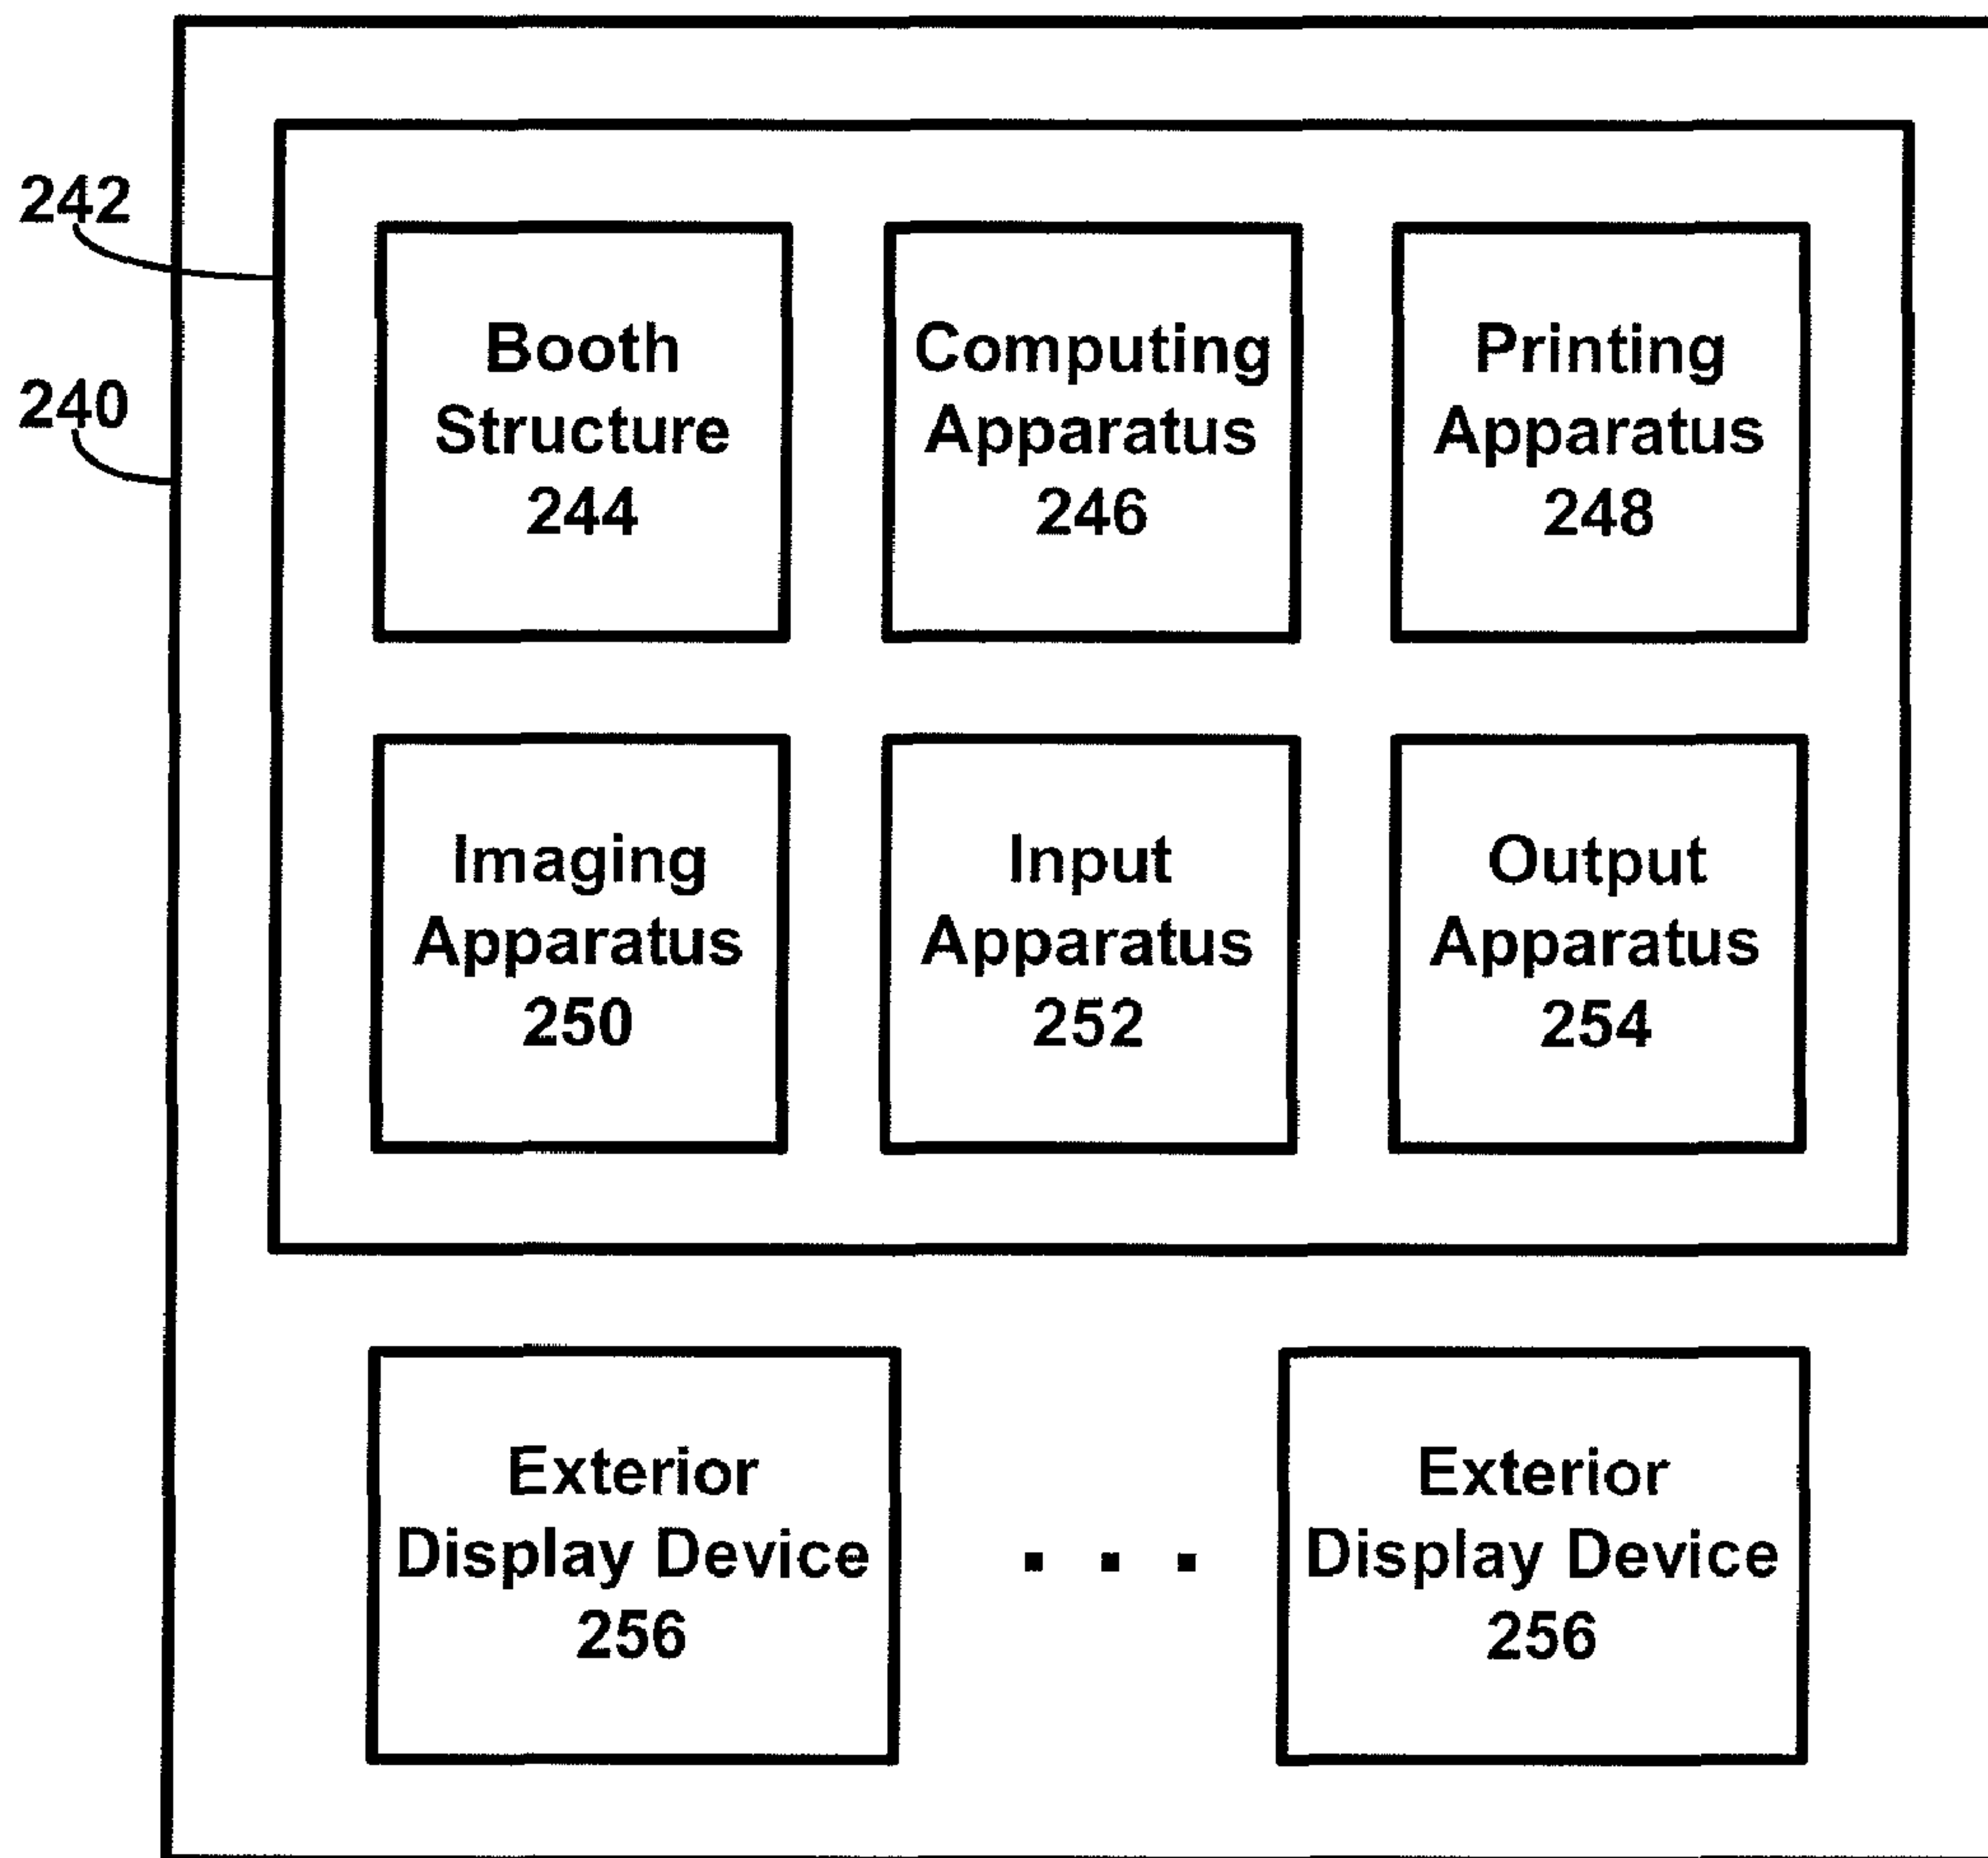 242
240
Booth
Structure
244
Computing
Apparatus
246
Printing
Apparatus
248
Imaging
Apparatus
250
Input
Apparatus
252
Output
Apparatus
254
Exterior
Display Device
256
. . .
Exterior
Display Device
256